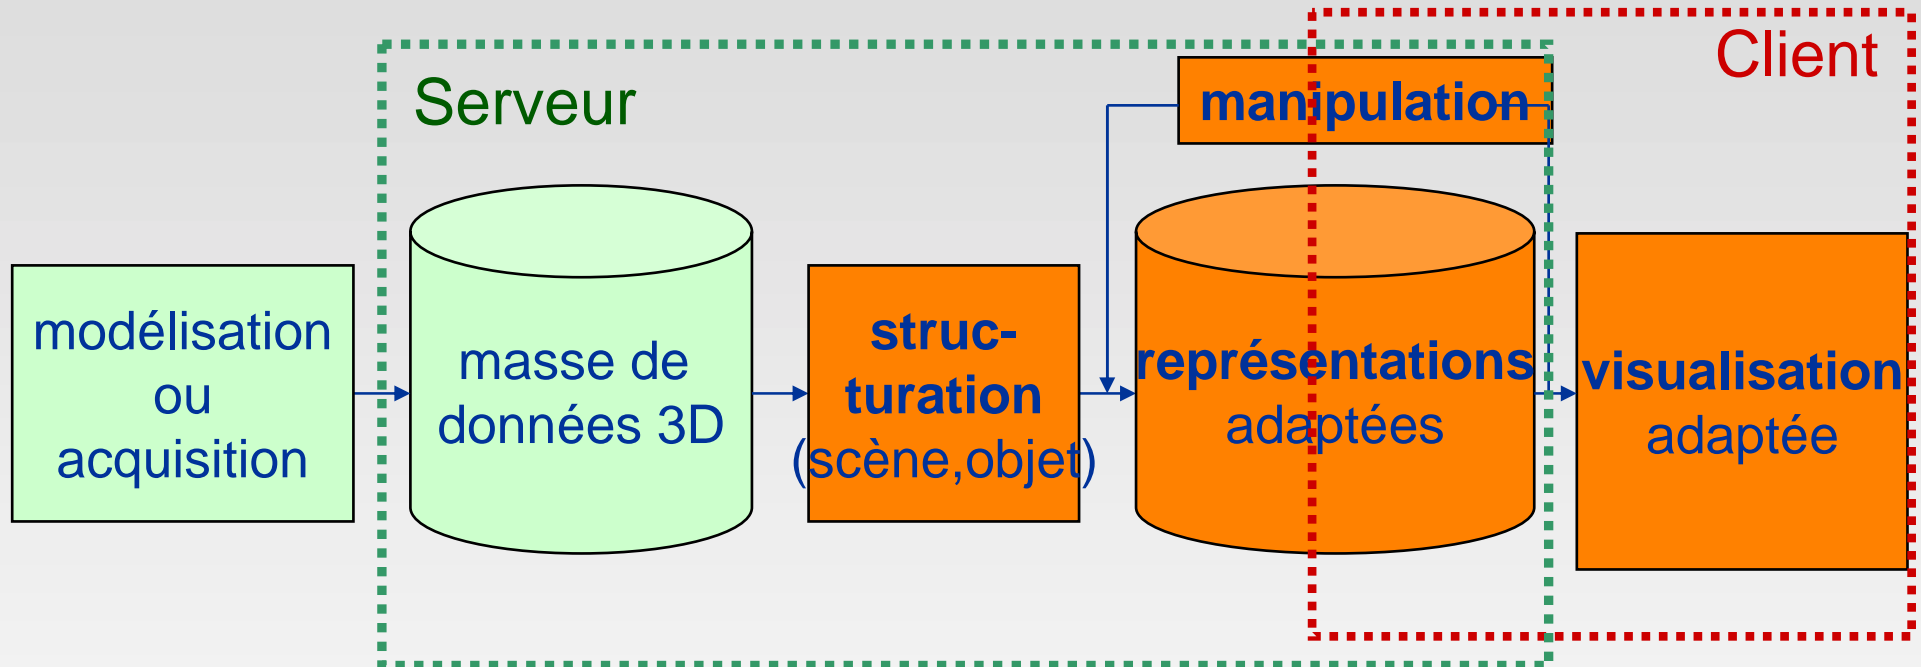 Client
Serveur
manipulation
modélisation
ou
acquisition
masse de
données 3D
struc-
turation
(scène,objet)
représentations
adaptées
visualisation
adaptée